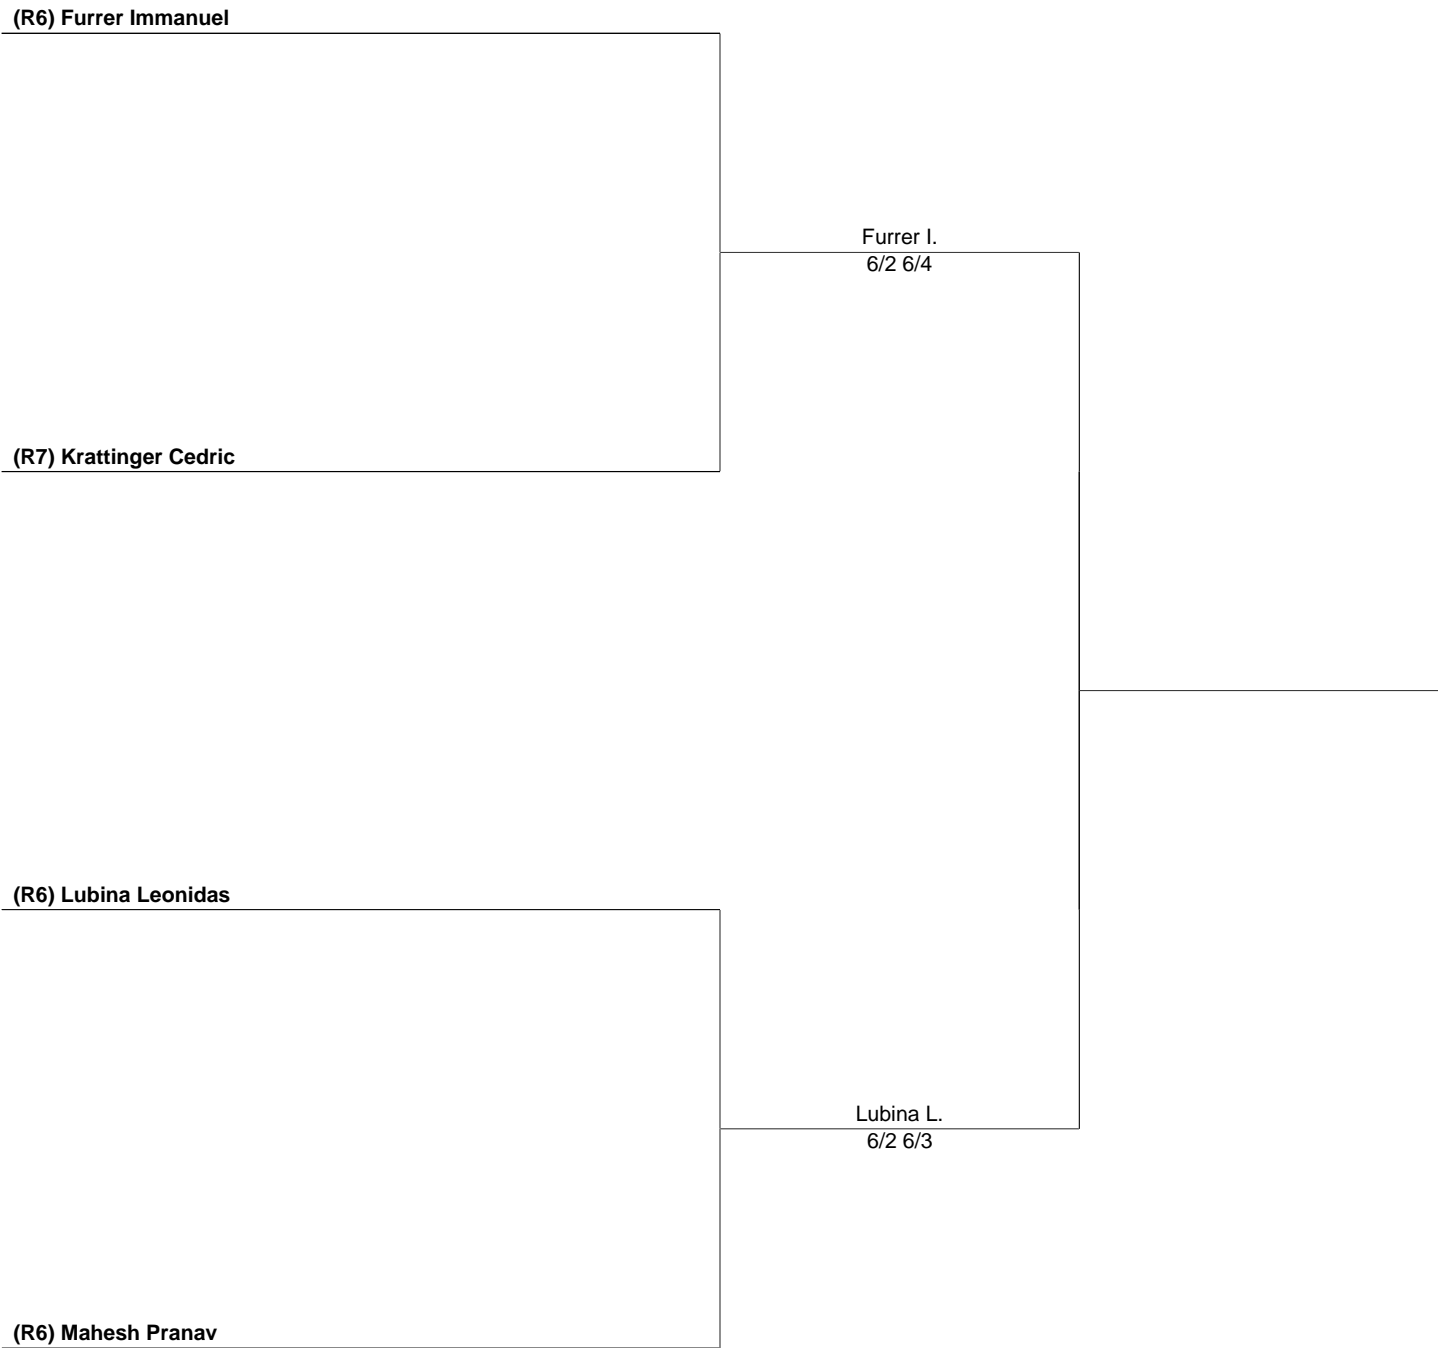 (R6) Furrer Immanuel
Furrer I.
6/2 6/4
(R7) Krattinger Cedric
(R6) Lubina Leonidas
Lubina L.
6/2 6/3
(R6) Mahesh Pranav